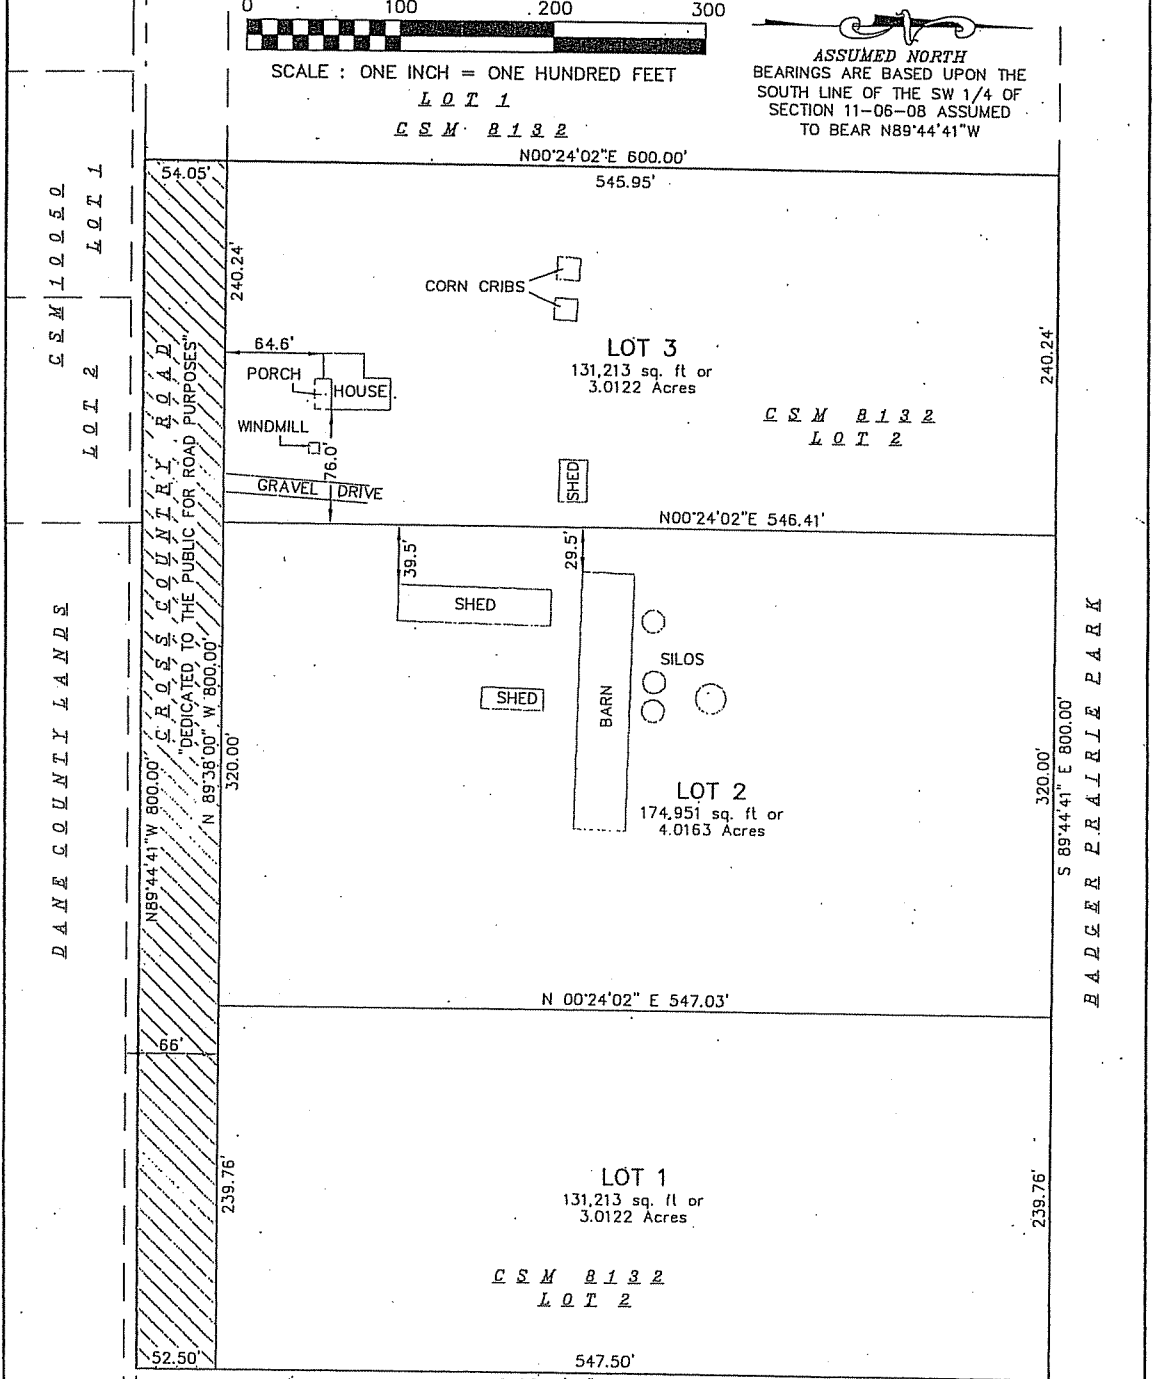 0 100 200 300
SCALE : ONE INCH = ONE HUNDRED FEET
ASSUMED NORTH
BEARINGS ARE BASED UPON THE
SOUTH LINE OF THE SW 1/4 OF
SECTION 11-06-08 ASSUMED
TO BEAR N89°44'41"W
LOT 1
CSM 8132
N00°24'02"E 600.00'
54.05'
545.95'
CSM 10050
LOT 1
LOT 2
240.24'
CORN CRIBS
LOT 3
131,213 sq. ft or
3.0122 Acres
240.24'
64.6'
PORCH
HOUSE
WINDMILL
76.0'
GRAVEL DRIVE
SHED
CSM 8132
LOT 2
N00°24'02"E 546.41'
CROSS COUNTRY ROAD
"DEDICATED TO THE PUBLIC FOR ROAD PURPOSES"
N 89°38'00" W 800.00'
N89°44'41"W 800.00'
DANE COUNTY LANDS
39.5'
29.5'
SHED
SHED
BARN
SILOS
LOT 2
174,951 sq. ft or
4.0163 Acres
320.00'
320.00'
S 89°44'41" E 800.00'
BADGER PRAIRIE PARK
N 00°24'02" E 547.03'
66'
239.76'
LOT 1
131,213 sq. ft or
3.0122 Acres
239.76'
CSM 8132
LOT 2
52.50'
547.50'